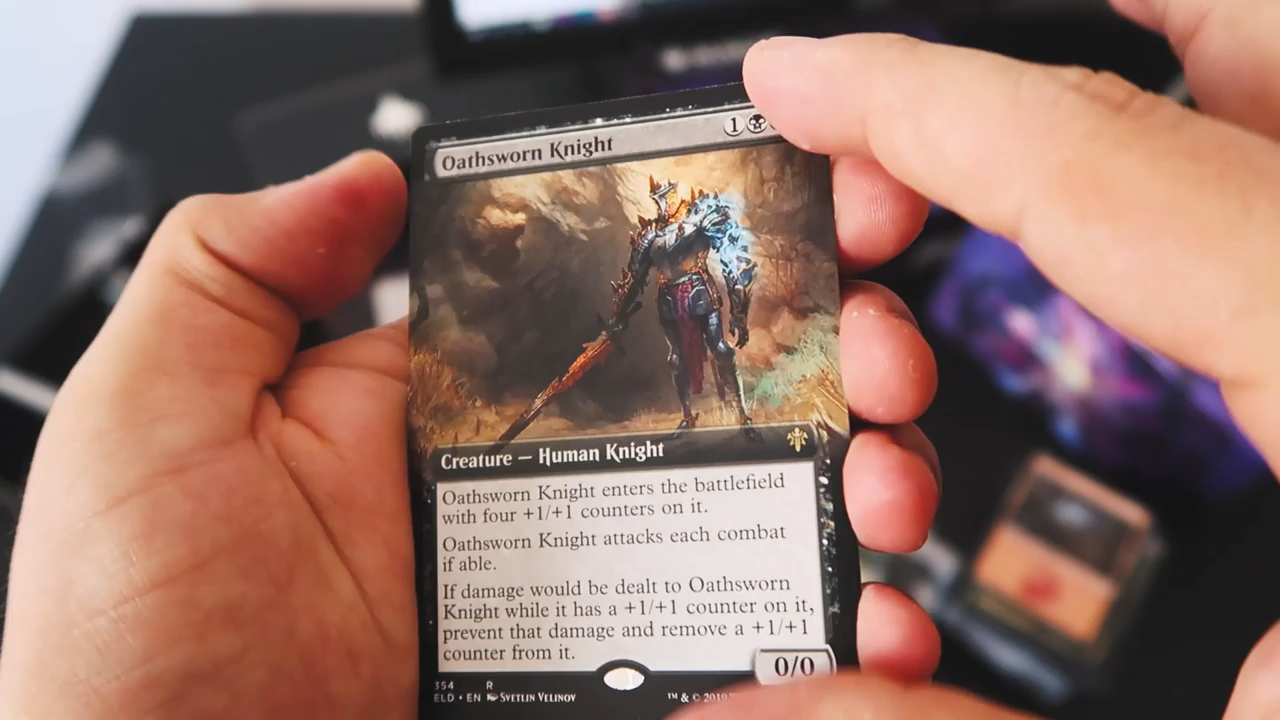 Oathsworn Knight
1
Creature — Human Knight
Oathsworn Knight enters the battlefield
with four +1/+1 counters on it.
Oathsworn Knight attacks each combat
if able.
If damage would be dealt to Oathsworn
Knight while it has a +1/+1 counter on it,
prevent that damage and remove a +1/+1
counter from it.
0/0
354 R
ELD • EN SVETLIN VELINOV
™ & © 2019